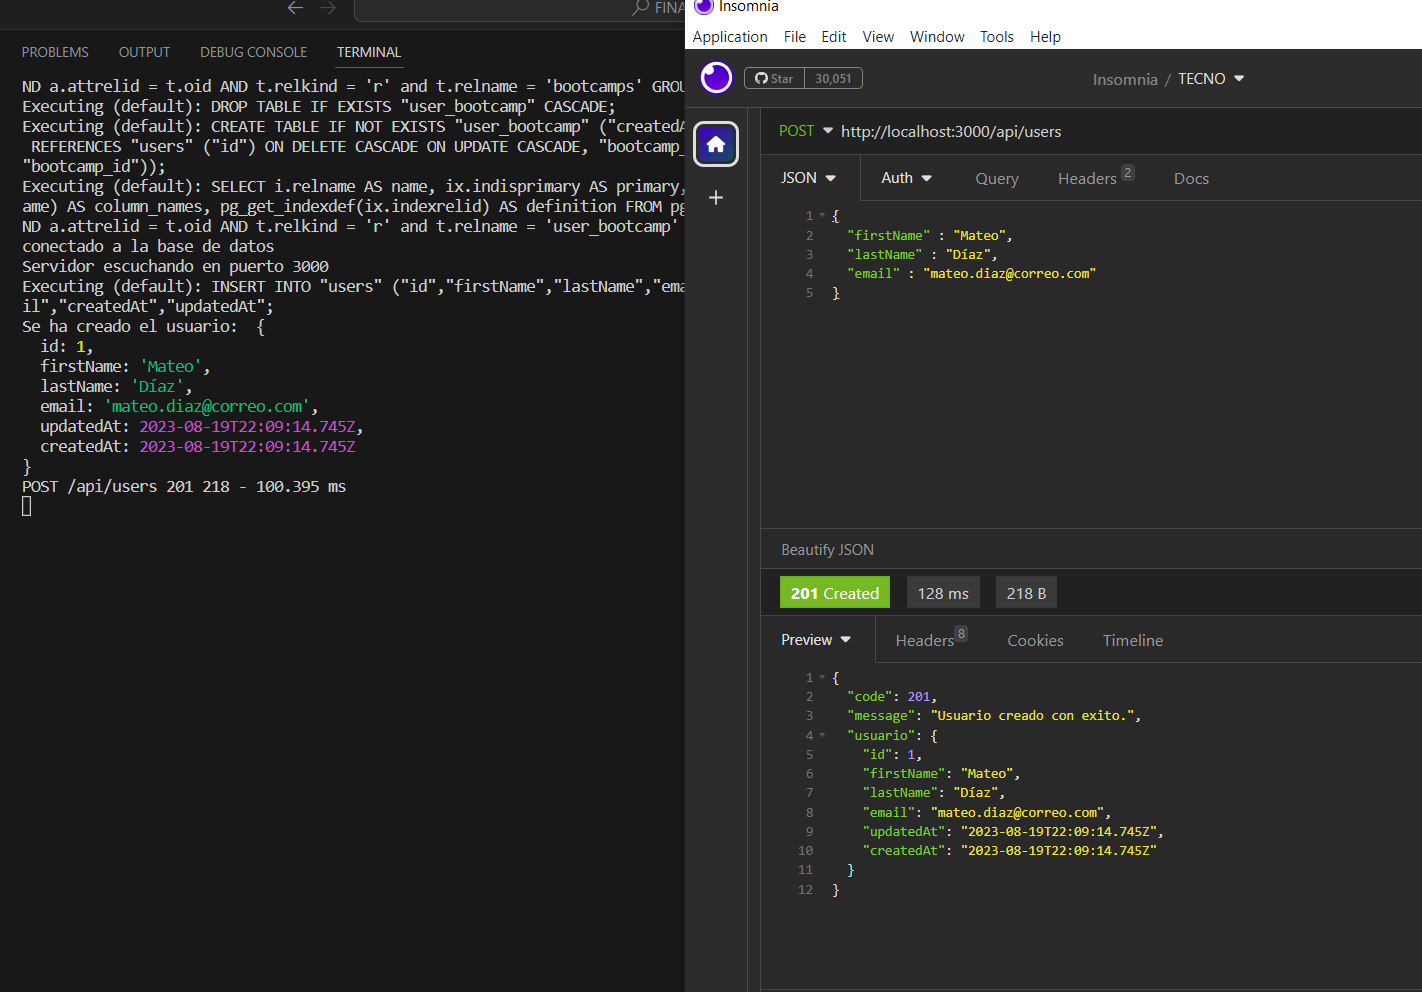 FINA
PROBLEMS OUTPUT DEBUG CONSOLE TERMINAL
ND a.attrelid = t.oid AND t.relkind = 'r' and t.relname = 'bootcamps' GROU
Executing (default): DROP TABLE IF EXISTS "user_bootcamp" CASCADE;
Executing (default): CREATE TABLE IF NOT EXISTS "user_bootcamp" ("createdA
REFERENCES "users" ("id") ON DELETE CASCADE ON UPDATE CASCADE, "bootcamp_
"bootcamp_id"));
Executing (default): SELECT i.relname AS name, ix.indisprimary AS primary,
ame) AS column_names, pg_get_indexdef(ix.indexrelid) AS definition FROM pg
ND a.attrelid = t.oid AND t.relkind = 'r' and t.relname = 'user_bootcamp'
conectado a la base de datos
Servidor escuchando en puerto 3000
Executing (default): INSERT INTO "users" ("id","firstName","lastName","ema
il","createdAt","updatedAt";
Se ha creado el usuario:  {
id: 1,
firstName: 'Mateo',
lastName: 'Díaz',
email: 'mateo.diaz@correo.com',
updatedAt: 2023-08-19T22:09:14.745Z,
createdAt: 2023-08-19T22:09:14.745Z
}
POST /api/users 201 218 - 100.395 ms
Insomnia
Application File Edit View Window Tools Help
Star 30,051
Insomnia / TECNO
POST http://localhost:3000/api/users
JSON Auth Query Headers 2 Docs
1 {
2 "firstName" : "Mateo",
3 "lastName" : "Díaz",
4 "email" : "mateo.diaz@correo.com"
5 }
Beautify JSON
201 Created 128 ms 218 B
Preview Headers 8 Cookies Timeline
1 {
2 "code": 201,
3 "message": "Usuario creado con exito.",
4 "usuario": {
5 "id": 1,
6 "firstName": "Mateo",
7 "lastName": "Díaz",
8 "email": "mateo.diaz@correo.com",
9 "updatedAt": "2023-08-19T22:09:14.745Z",
10 "createdAt": "2023-08-19T22:09:14.745Z"
11 }
12 }